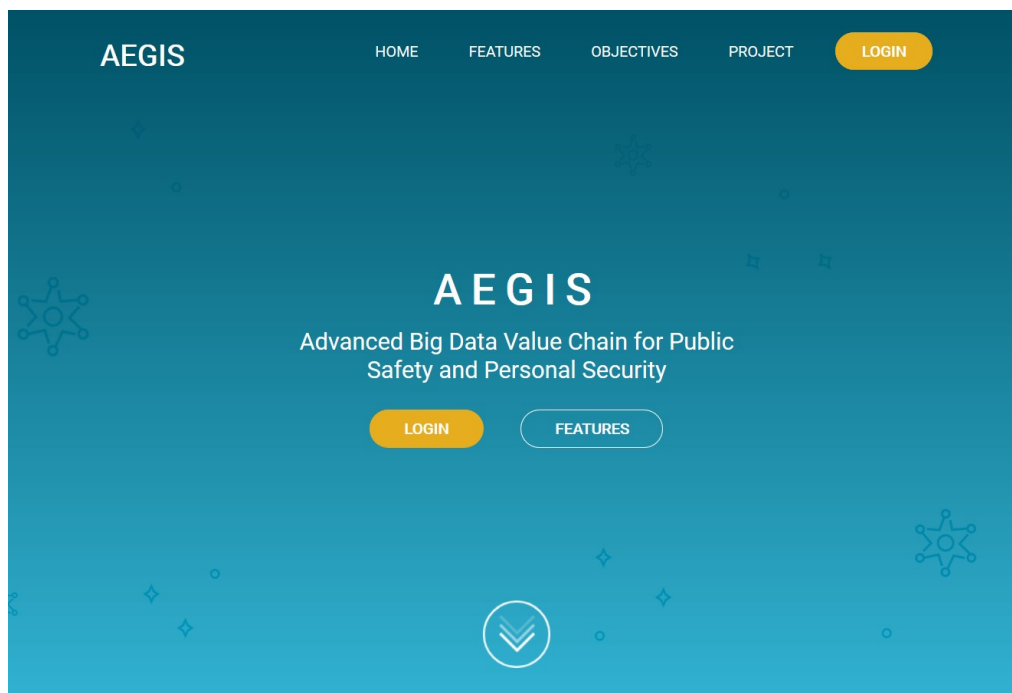 AEGIS
HOME FEATURES OBJECTIVES PROJECT LOGIN
AEGIS
Advanced Big Data Value Chain for Public
Safety and Personal Security
LOGIN FEATURES